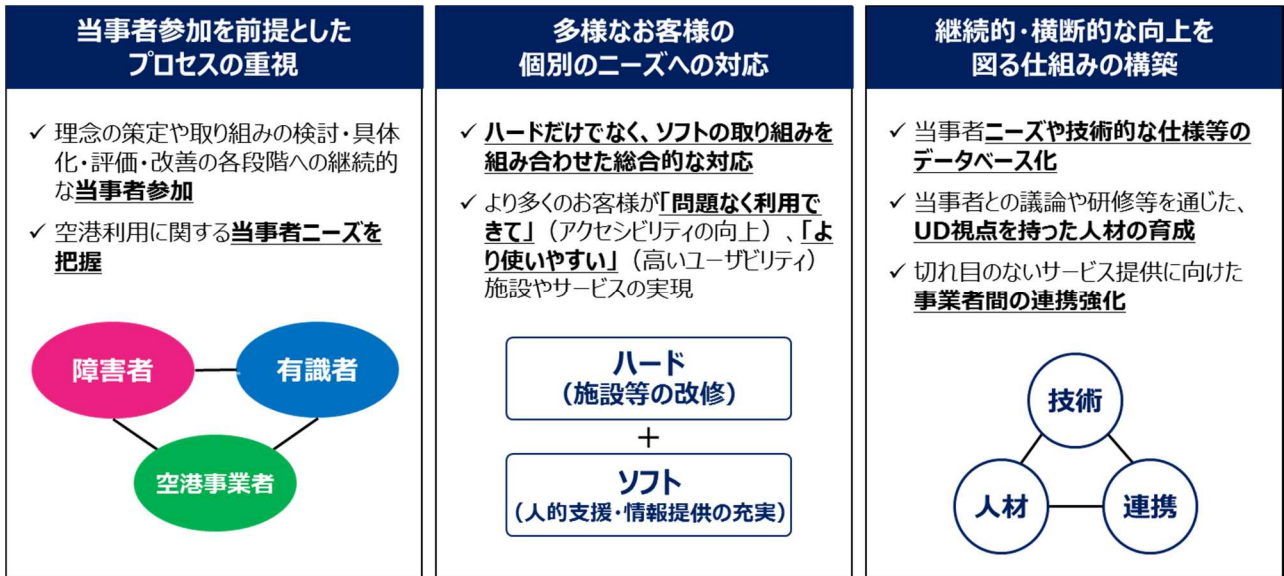 当事者参加を前提とした
プロセスの重視
✓ 理念の策定や取り組みの検討・具体
化・評価・改善の各段階への継続的
な当事者参加
✓ 空港利用に関する当事者ニーズを
把握
障害者
有識者
空港事業者
多様なお客様の
個別のニーズへの対応
✓ ハードだけでなく、ソフトの取り組みを
組み合わせた総合的な対応
✓ より多くのお客様が「問題なく利用で
きて」（アクセシビリティの向上）、「よ
り使いやすい」（高いユーザビリティ）
施設やサービスの実現
ハード
（施設等の改修）
+
ソフト
（人的支援・情報提供の充実）
継続的・横断的な向上を
図る仕組みの構築
✓ 当事者ニーズや技術的な仕様等の
データベース化
✓ 当事者との議論や研修等を通じた、
UD視点を持った人材の育成
✓ 切れ目のないサービス提供に向けた
事業者間の連携強化
技術
人材
連携